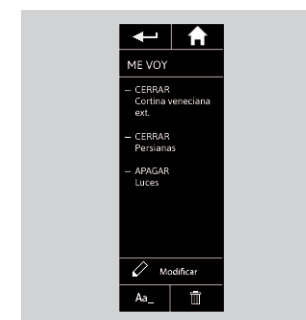 ME VOY
– CERRAR
Cortina veneciana
ext.
– CERRAR
Persianas
– APAGAR
Luces
Modificar
Aa_